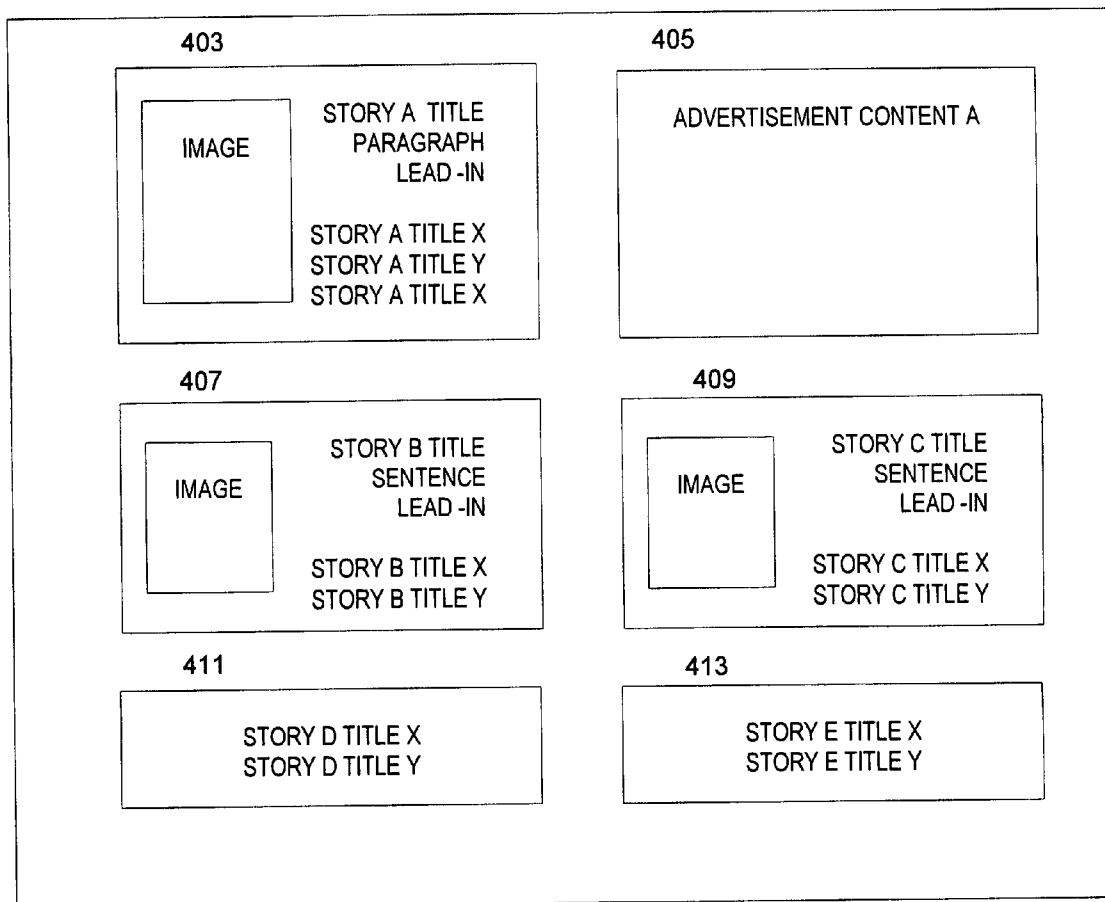 403
405
IMAGE
STORY A TITLE
PARAGRAPH
LEAD -IN
STORY A TITLE X
STORY A TITLE Y
STORY A TITLE X
ADVERTISEMENT CONTENT A
407
409
IMAGE
STORY B TITLE
SENTENCE
LEAD -IN
STORY B TITLE X
STORY B TITLE Y
IMAGE
STORY C TITLE
SENTENCE
LEAD -IN
STORY C TITLE X
STORY C TITLE Y
411
413
STORY D TITLE X
STORY D TITLE Y
STORY E TITLE X
STORY E TITLE Y